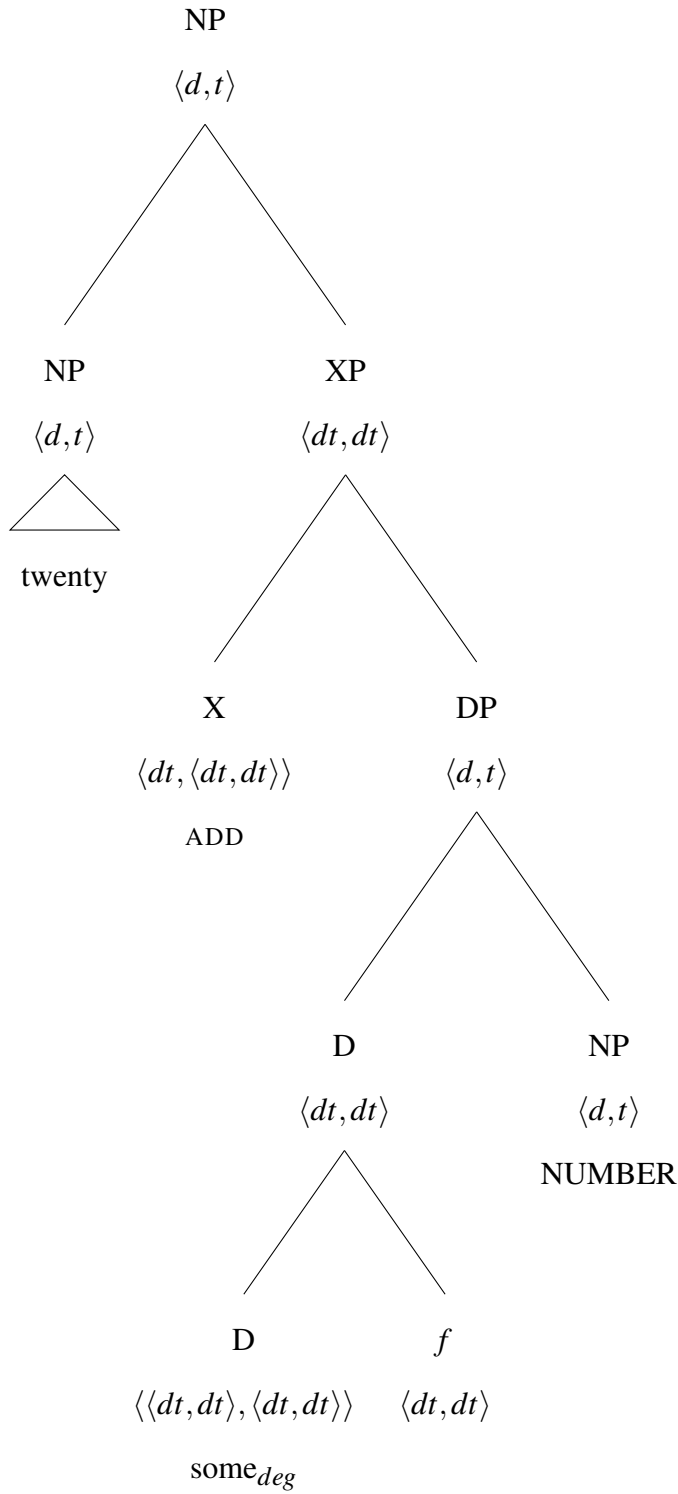 NP
⟨d,t⟩
NP XP
⟨d,t⟩ ⟨dt,dt⟩
twenty
X DP
⟨dt,⟨dt,dt⟩⟩ ⟨d,t⟩
ADD
D NP
⟨dt,dt⟩ ⟨d,t⟩
NUMBER
D f
⟨⟨dt,dt⟩,⟨dt,dt⟩⟩ ⟨dt,dt⟩
some_deg